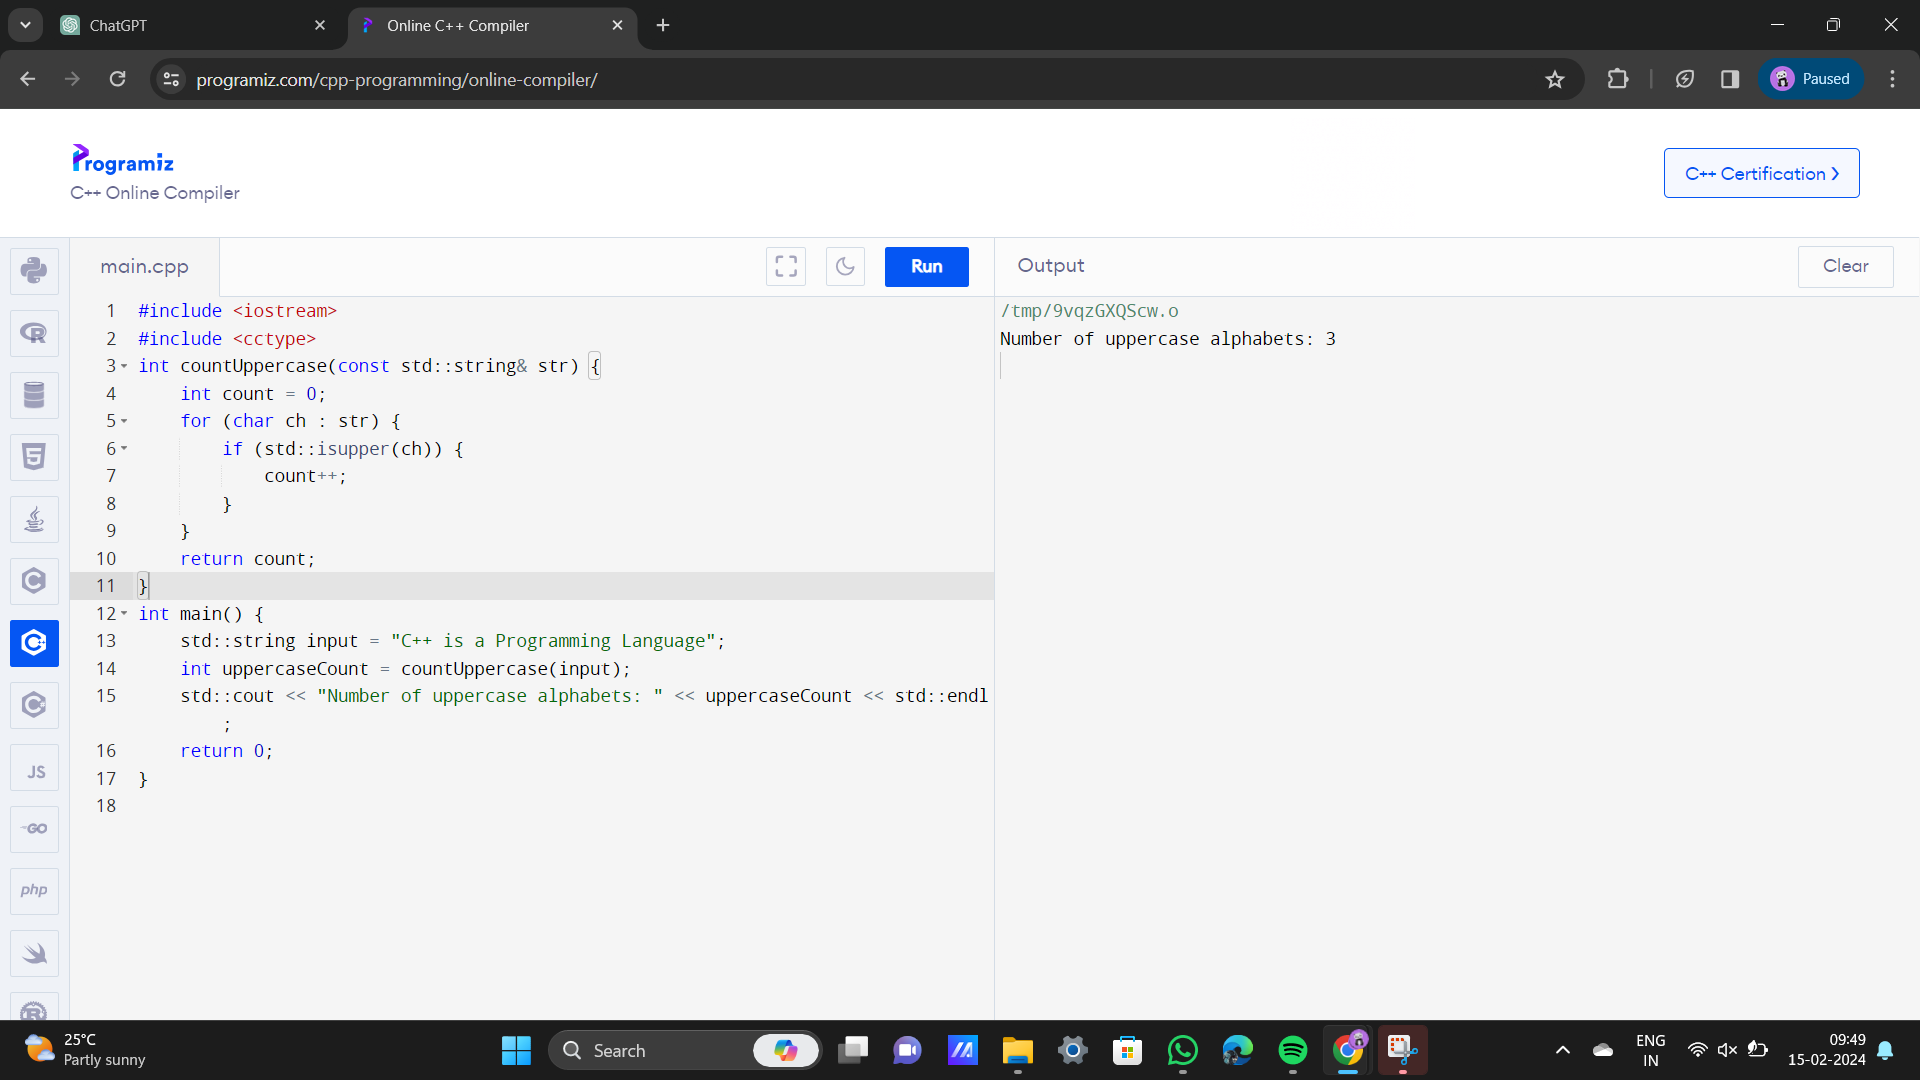 ChatGPT
Online C++ Compiler
programiz.com/cpp-programming/online-compiler/
Paused
Programiz
C++ Online Compiler
C++ Certification
main.cpp
Run
Output
Clear
1 #include <iostream>
2 #include <cctype>
3 int countUppercase(const std::string& str) {
4     int count = 0;
5     for (char ch : str) {
6         if (std::isupper(ch)) {
7             count++;
8         }
9     }
10     return count;
11 }
12 int main() {
13     std::string input = "C++ is a Programming Language";
14     int uppercaseCount = countUppercase(input);
15     std::cout << "Number of uppercase alphabets: " << uppercaseCount << std::endl
;
16     return 0;
17 }
18
/tmp/9vqzGXQScw.o
Number of uppercase alphabets: 3
R
5
C
C++
C
JS
GO
php
R
25°C
Partly sunny
Search
ENG
IN
09:49
15-02-2024